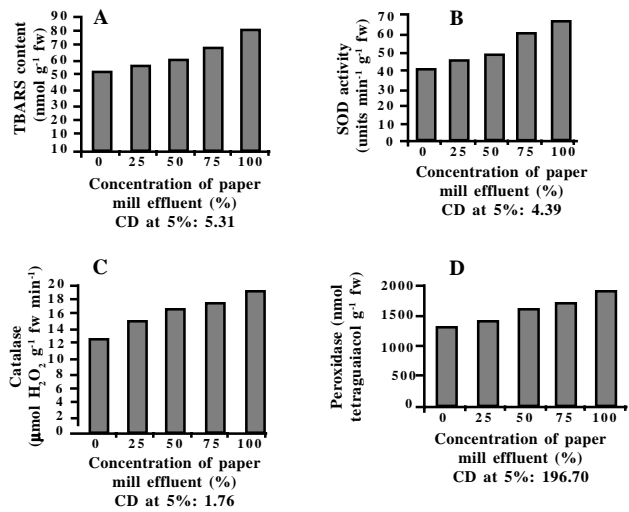 A
TBARS content
(nmol g-1 fw)
90
80
70
60
50
40
30
20
10
10
0 25 50 75 100
Concentration of paper
mill effluent (%)
CD at 5%: 5.31
B
SOD activity
(units min-1 g-1 fw)
70
60
50
40
30
20
10
0
0 25 50 75 100
Concentration of paper
mill effluent (%)
CD at 5%: 4.39
C
Catalase
(µmol H2O2 g-1 fw min-1)
20
18
16
14
12
10
8
6
4
2
0
0 25 50 75 100
Concentration of paper
mill effluent (%)
CD at 5%: 1.76
D
Peroxidase (nmol
tetraguaiacol g-1 fw)
2000
1500
1000
500
0
0 25 50 75 100
Concentration of paper
mill effluent (%)
CD at 5%: 196.70